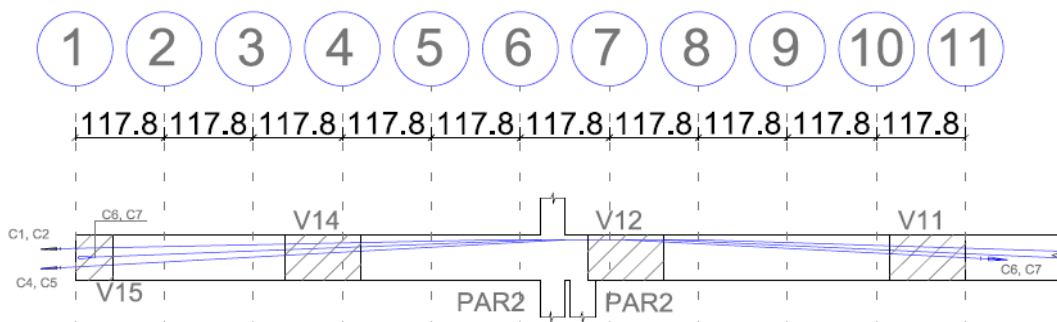 1 2 3 4 5 6 7 8 9 10 11
117.8 117.8 117.8 117.8 117.8 117.8 117.8 117.8 117.8 117.8
C6, C7
V14 V12 V11
C1, C2
C6, C7
C4, C5
V15
PAR2 PAR2